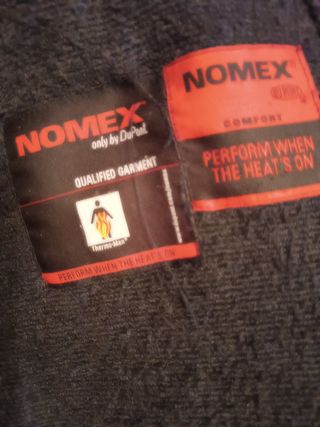 NOMEX®
only by DuPont
QUALIFIED GARMENT
Thermo-Man®
PERFORM WHEN THE HEAT'S ON
NOMEX
COMFORT
PERFORM WHEN
THE HEAT'S ON